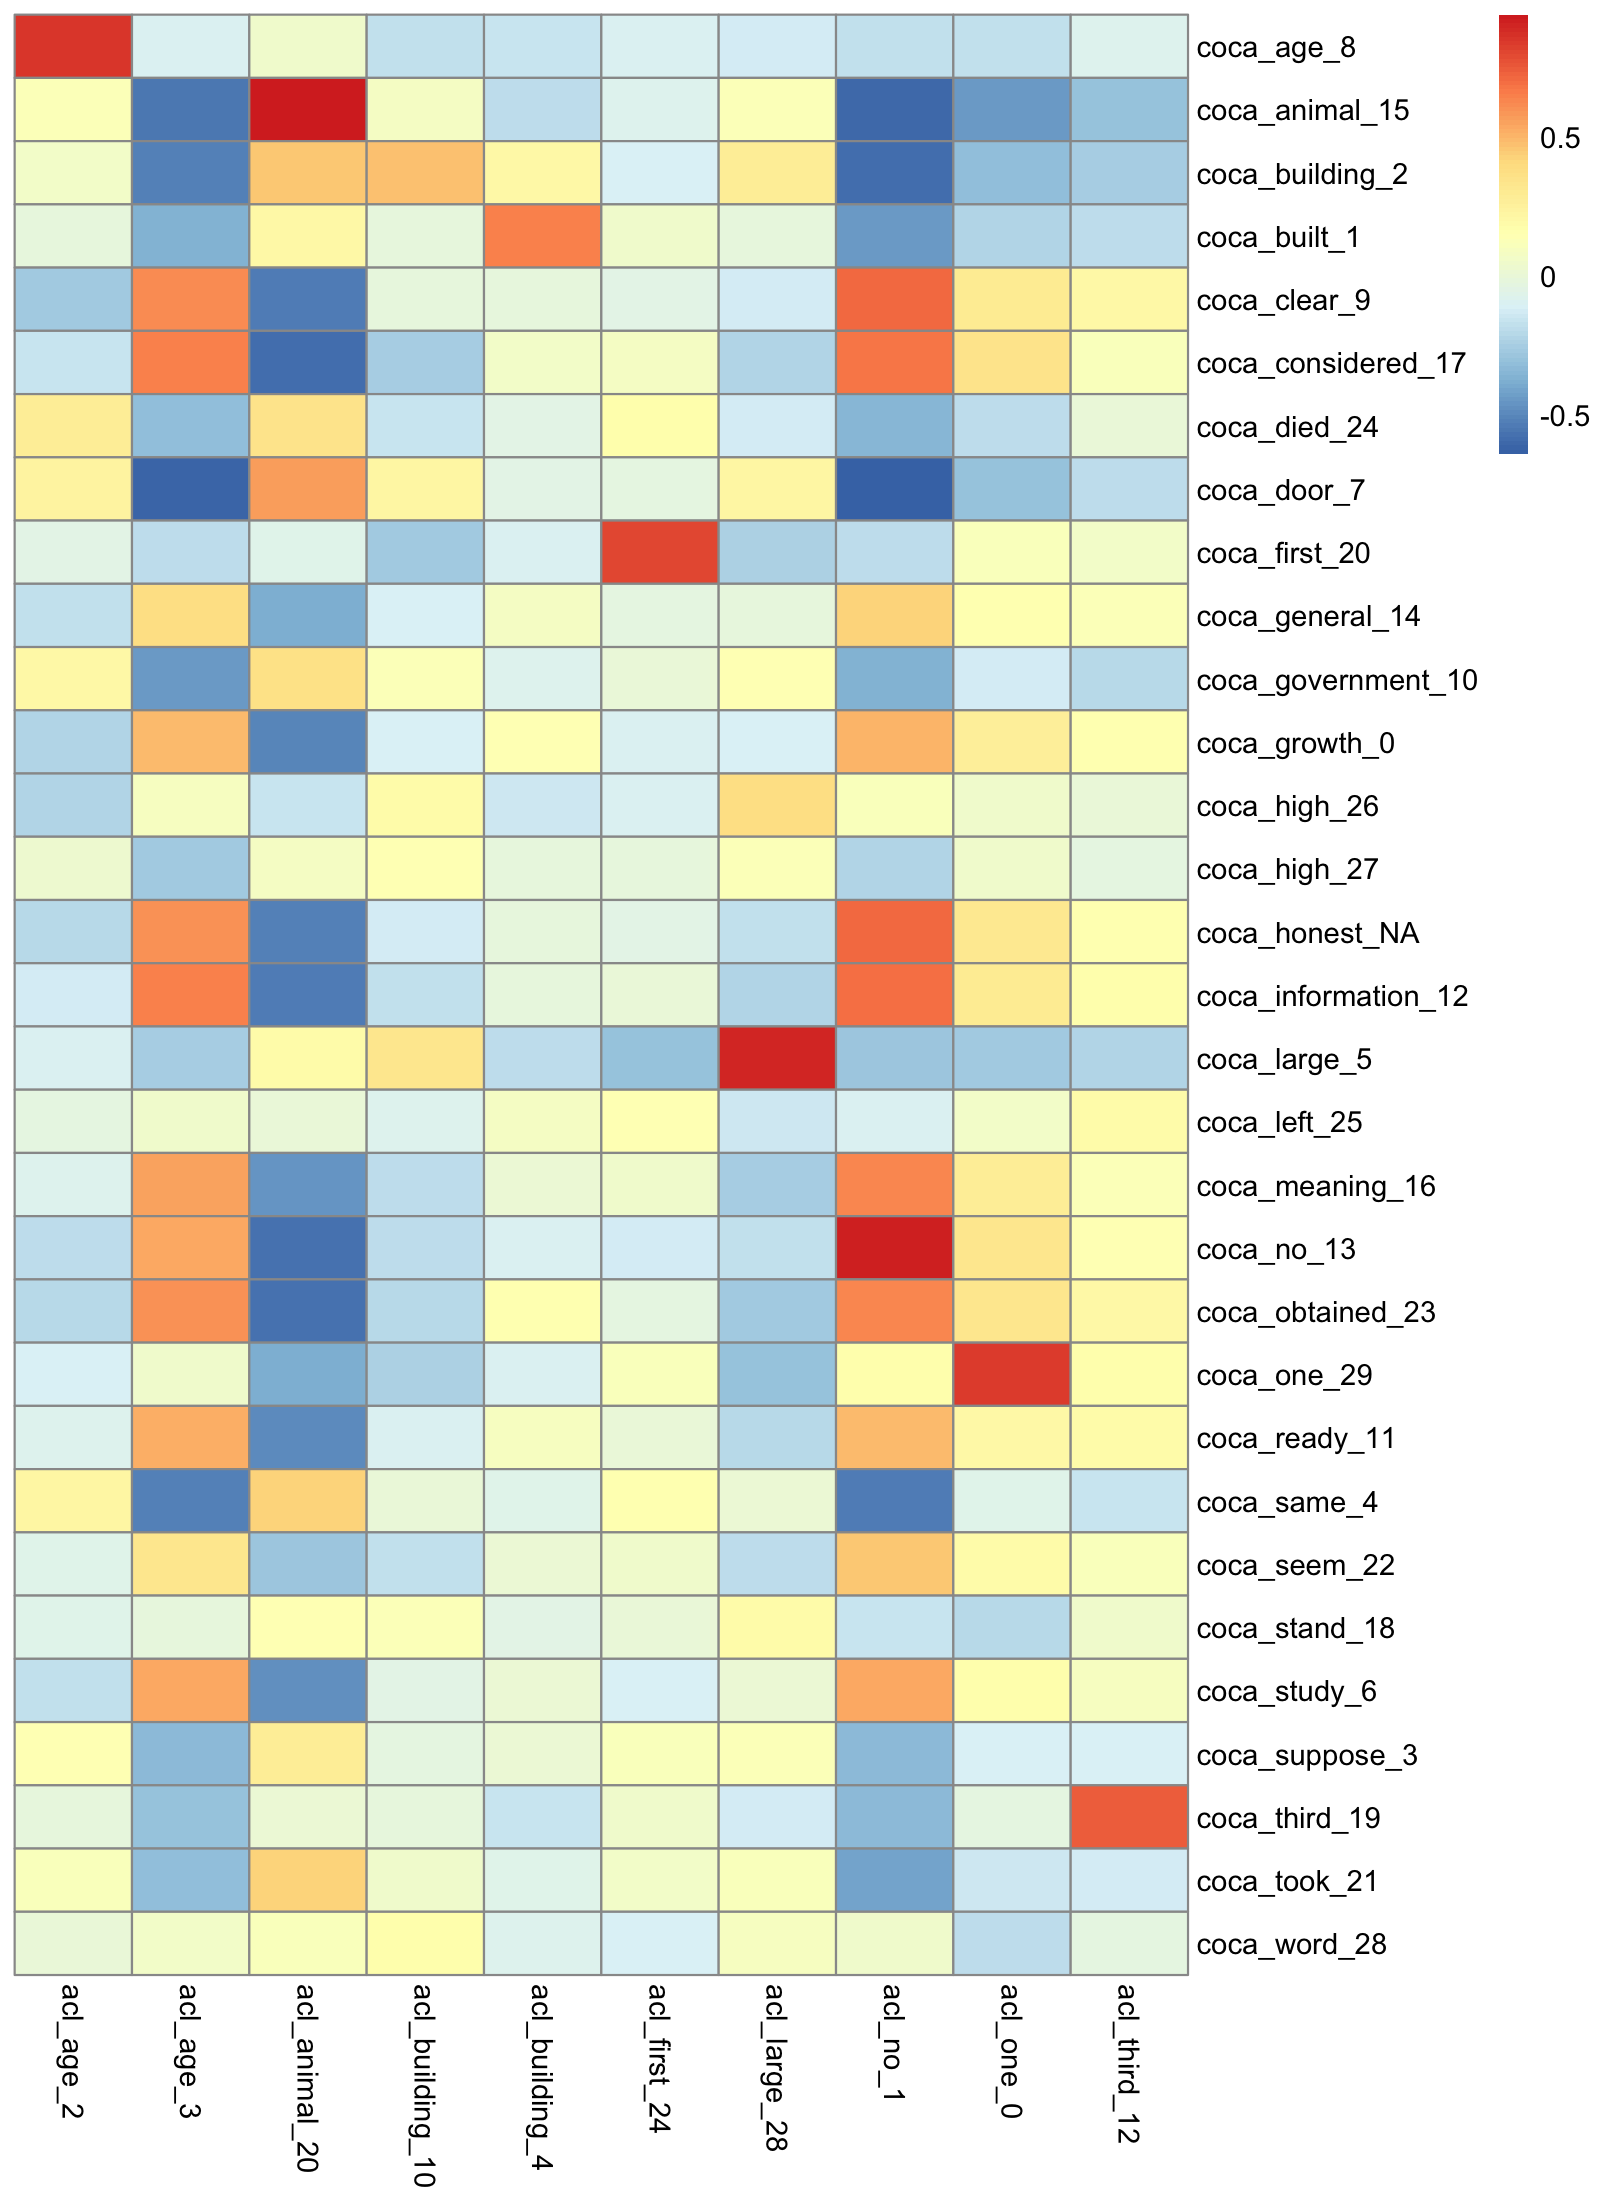 coca_age_8
coca_animal_15
coca_building_2
coca_built_1
coca_clear_9
coca_considered_17
coca_died_24
coca_door_7
coca_first_20
coca_general_14
coca_government_10
coca_growth_0
coca_high_26
coca_high_27
coca_honest_NA
coca_information_12
coca_large_5
coca_left_25
coca_meaning_16
coca_no_13
coca_obtained_23
coca_one_29
coca_ready_11
coca_same_4
coca_seem_22
coca_stand_18
coca_study_6
coca_suppose_3
coca_third_19
coca_took_21
coca_word_28
0.5
0
-0.5
acl_age_2
acl_age_3
acl_animal_20
acl_building_10
acl_building_4
acl_first_24
acl_large_28
acl_no_1
acl_one_0
acl_third_12